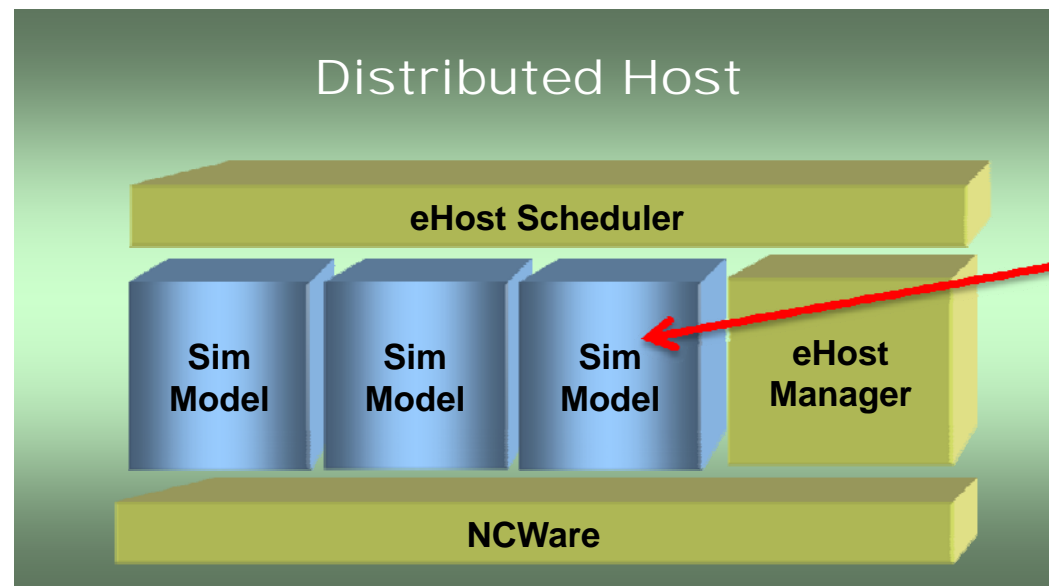 Distributed Host
eHost Scheduler
Sim
Model
Sim
Model
Sim
Model
eHost
Manager
NCWare